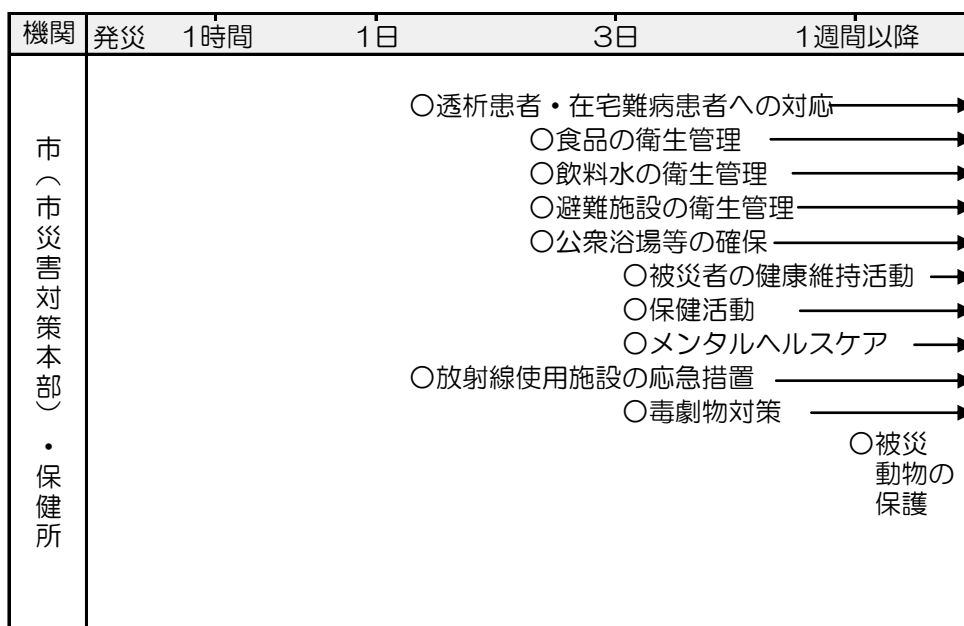 機関 発災 1時間 1日 3日 1週間以降
市（市災害対策本部）・保健所
○透析患者・在宅難病患者への対応
○食品の衛生管理
○飲料水の衛生管理
○避難施設の衛生管理
○公衆浴場等の確保
○被災者の健康維持活動
○保健活動
○メンタルヘルスケア
○放射線使用施設の応急措置
○毒劇物対策
○被災
動物の
保護